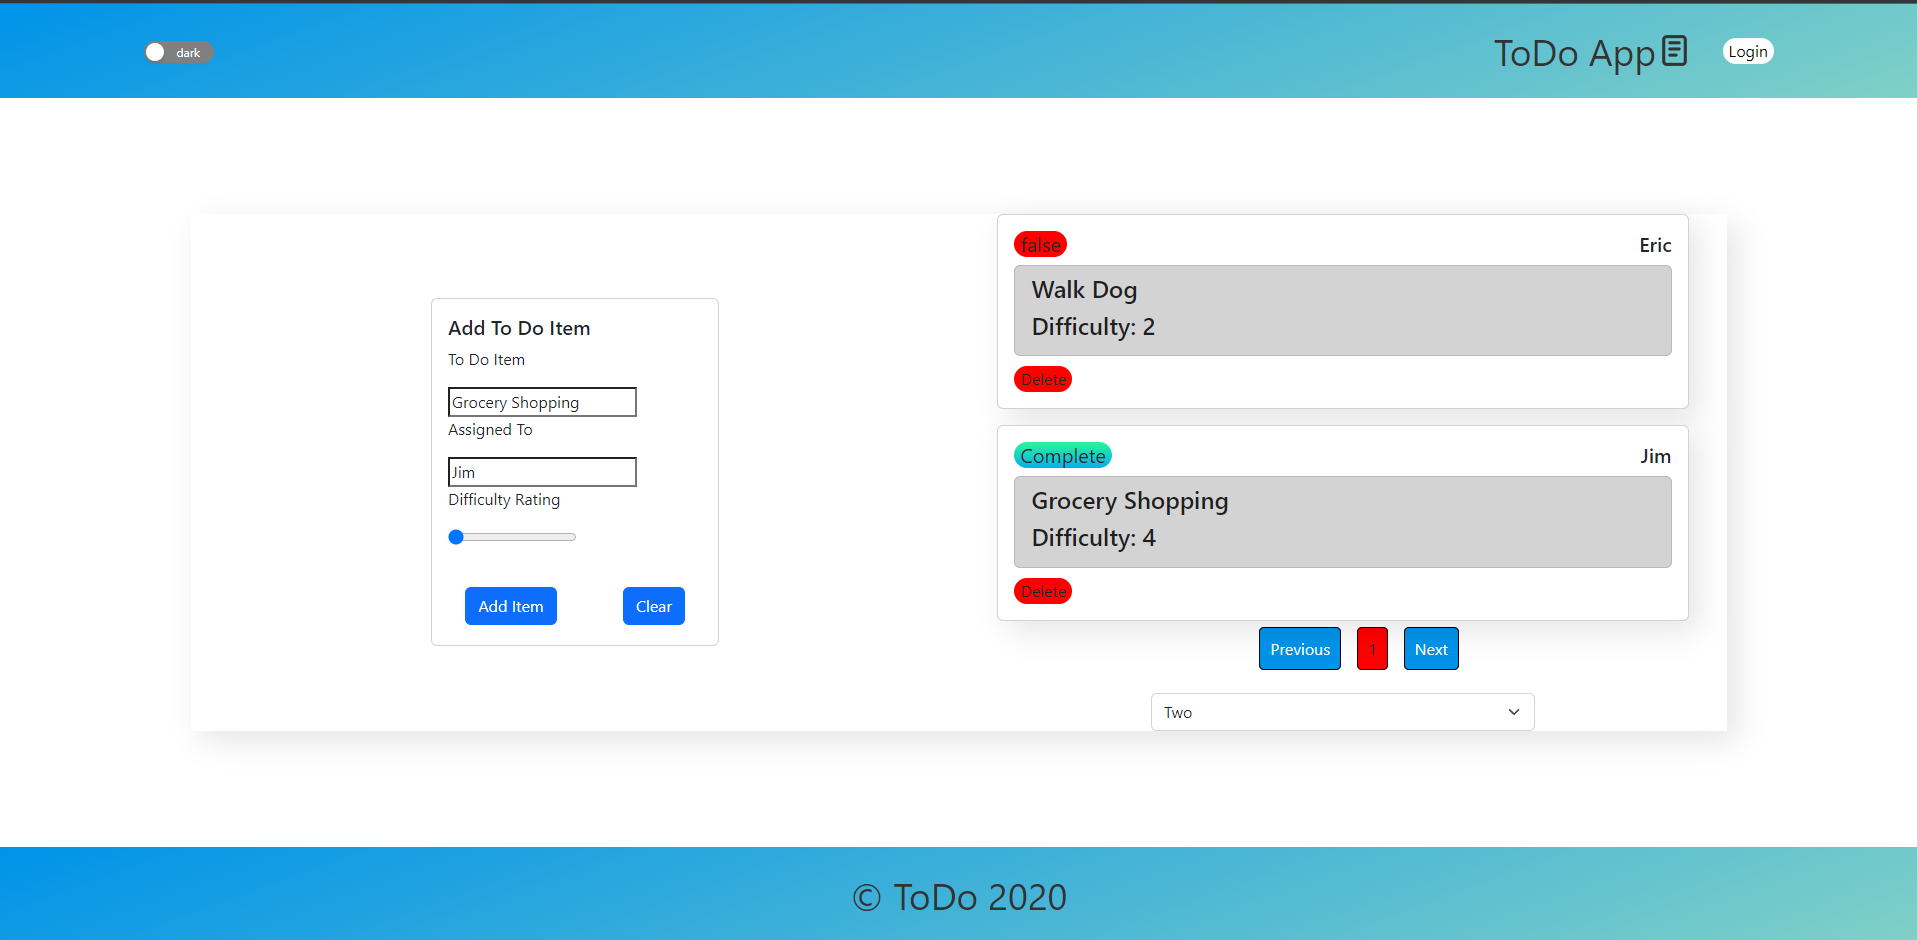 dark
ToDo App
Login
Add To Do Item
To Do Item
Grocery Shopping
Assigned To
Jim
Difficulty Rating
Add Item
Clear
false
Eric
Walk Dog
Difficulty: 2
Delete
Complete
Jim
Grocery Shopping
Difficulty: 4
Delete
Previous
1
Next
Two
© ToDo 2020